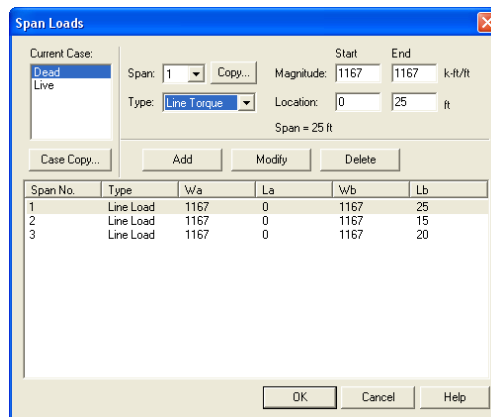 Span Loads
Current Case:
Dead
Live
Case Copy...
Span: 1 Copy...
Type: Line Torque
Start End
Magnitude: 1167 1167 k-ft/ft
Location: 0 25 ft
Span = 25 ft
Add Modify Delete
Span No. Type Wa La Wb Lb
1 Line Load 1167 0 1167 25
2 Line Load 1167 0 1167 15
3 Line Load 1167 0 1167 20
OK Cancel Help